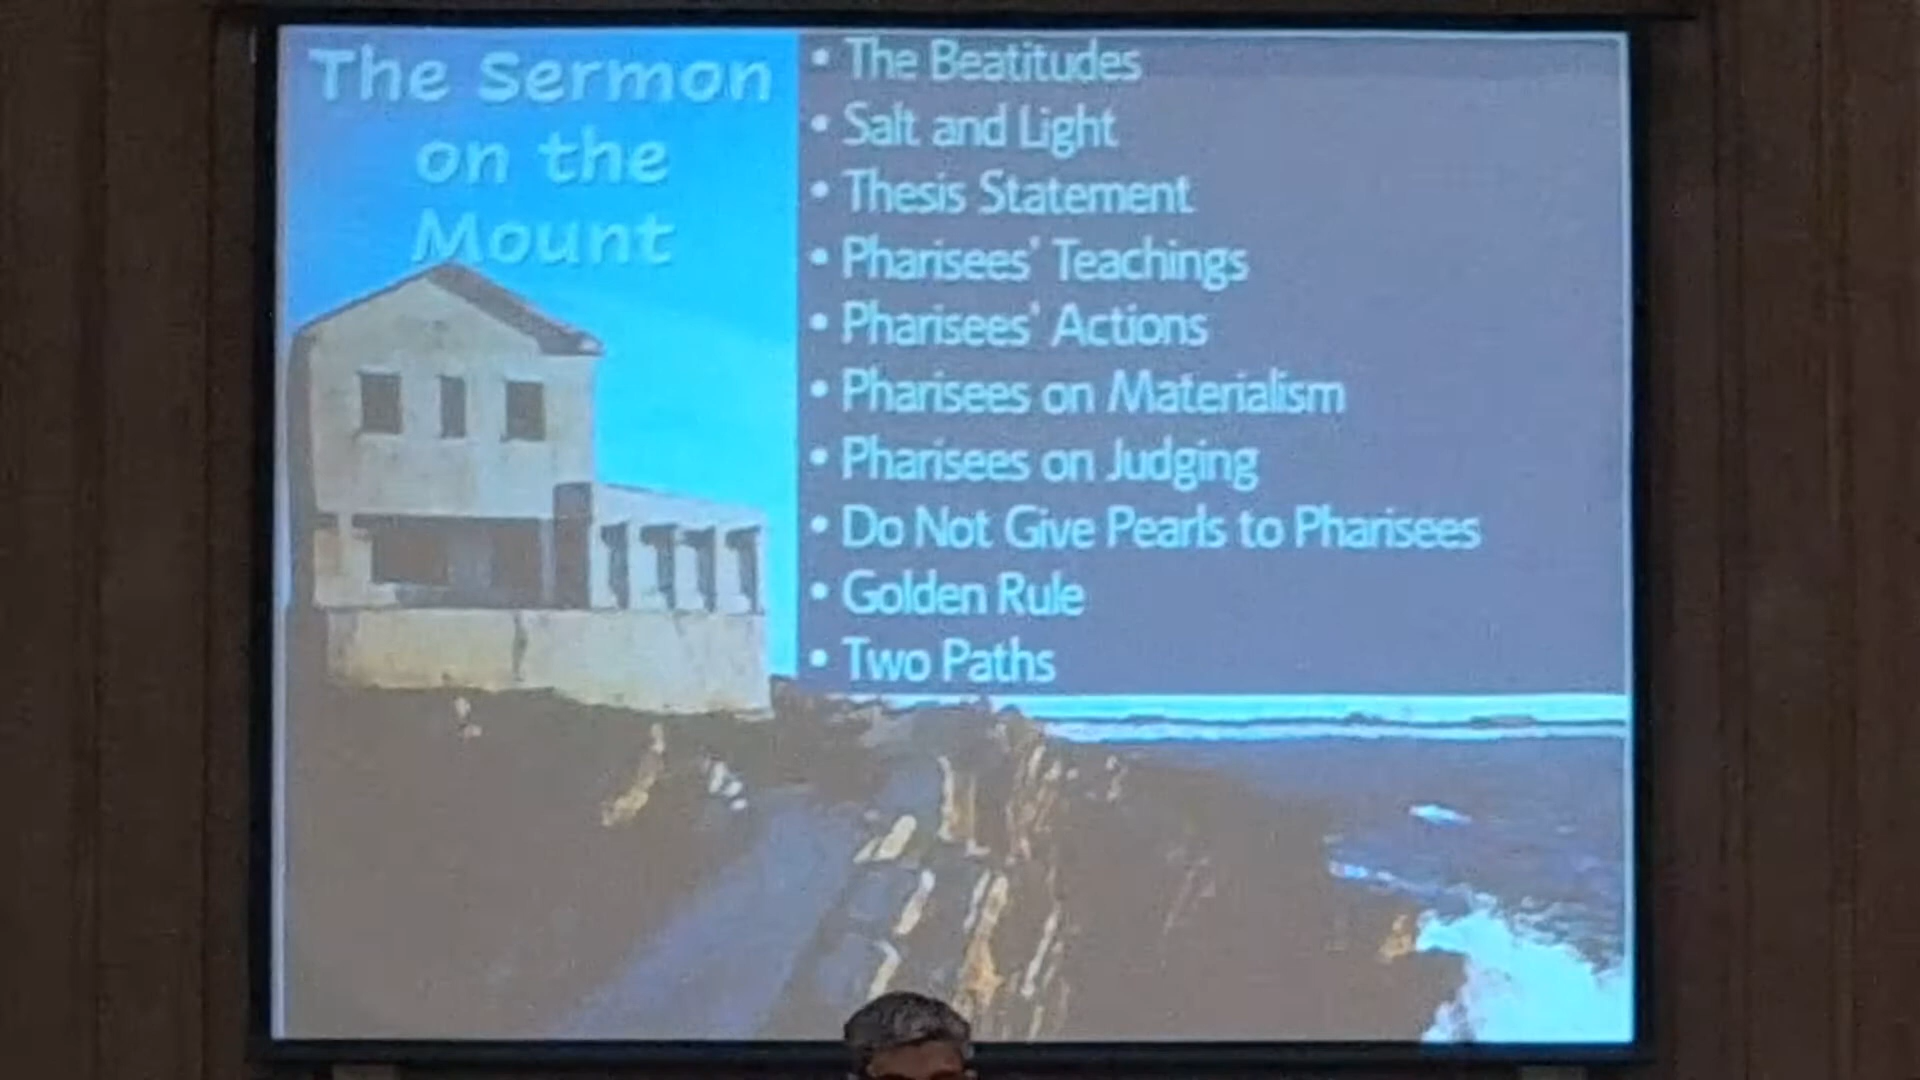 The Sermon
on the
Mount
• The Beatitudes
• Salt and Light
• Thesis Statement
• Pharisees' Teachings
• Pharisees' Actions
• Pharisees on Materialism
• Pharisees on Judging
• Do Not Give Pearls to Pharisees
• Golden Rule
• Two Paths